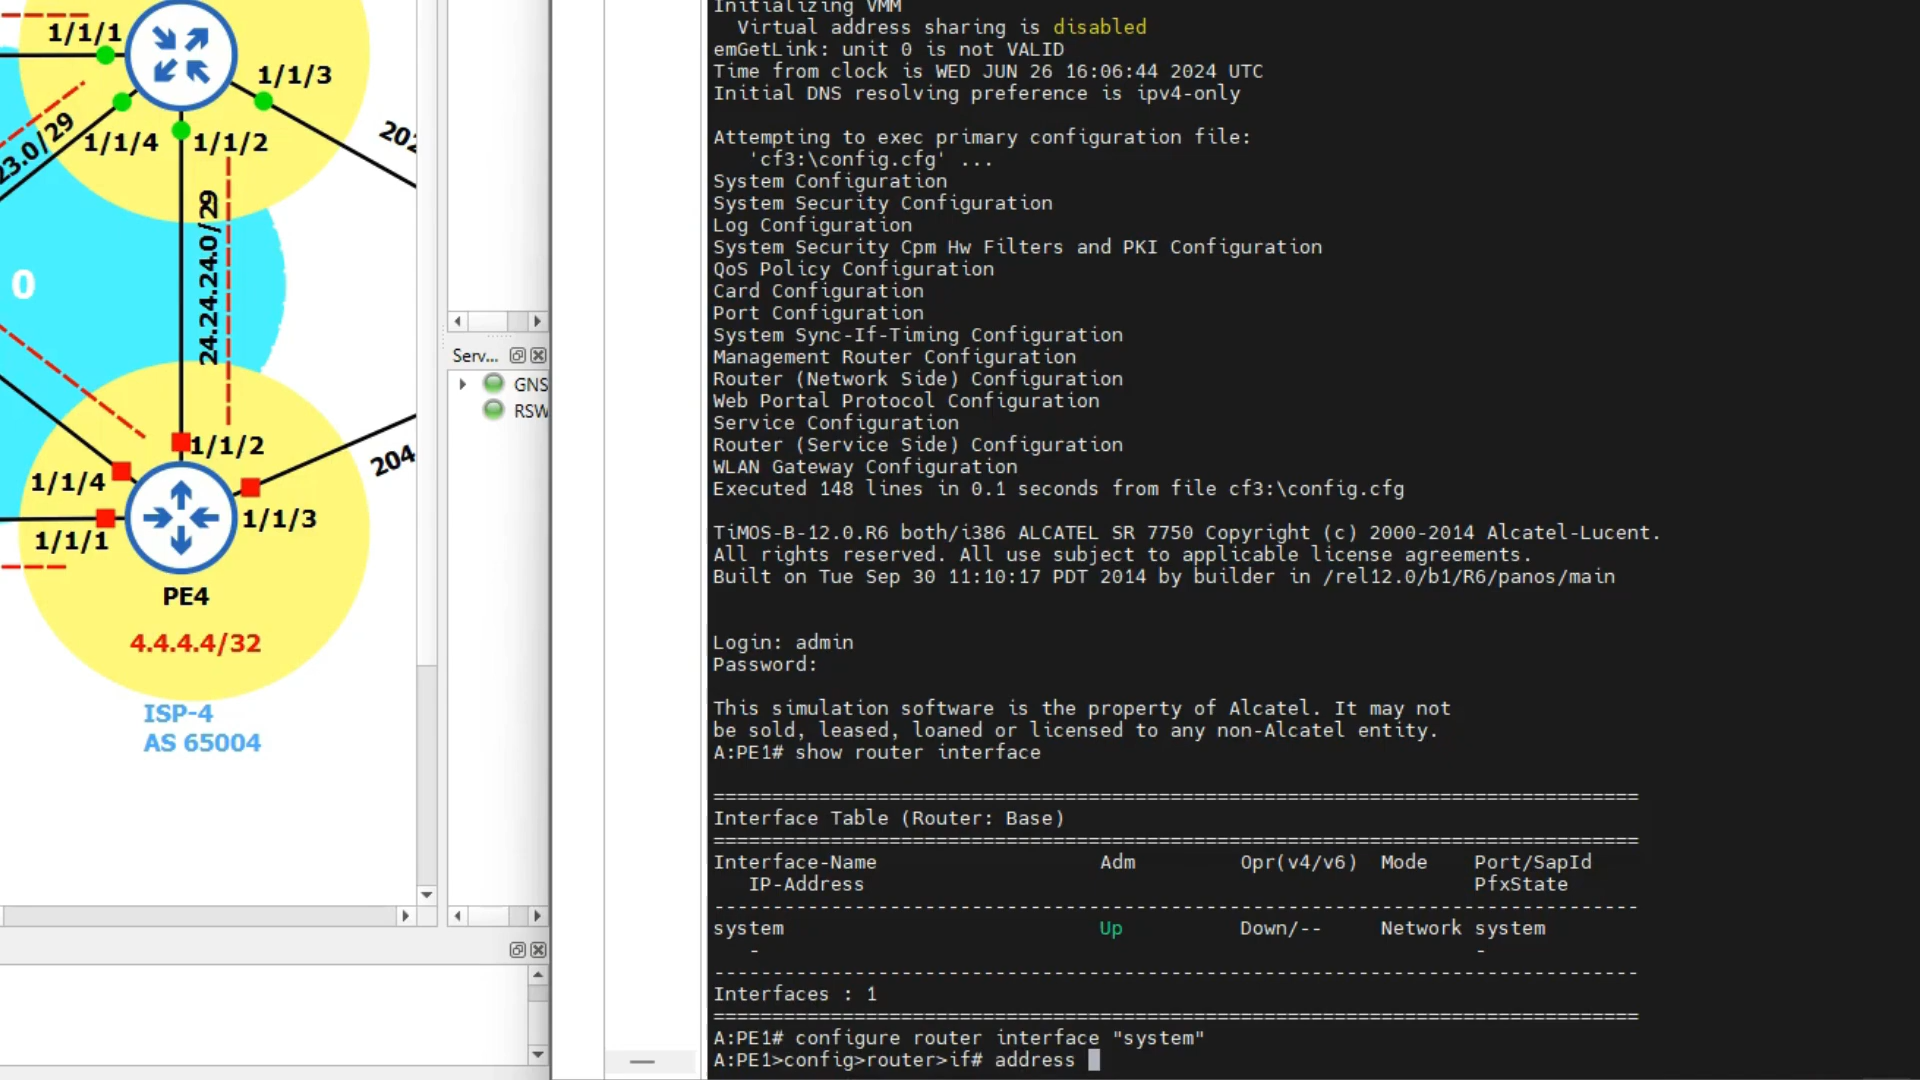 1/1/1
1/1/3
1/1/4
1/1/2
23.0/29
202
24.24.24.0/29
0
1/1/2
1/1/4
204
1/1/3
1/1/1
PE4
4.4.4.4/32
ISP-4
AS 65004
Serv...
GNS
RSW
Initializing VMM
Virtual address sharing is disabled
emGetLink: unit 0 is not VALID
Time from clock is WED JUN 26 16:06:44 2024 UTC
Initial DNS resolving preference is ipv4-only
Attempting to exec primary configuration file:
'cf3:\config.cfg' ...
System Configuration
System Security Configuration
Log Configuration
System Security Cpm Hw Filters and PKI Configuration
QoS Policy Configuration
Card Configuration
Port Configuration
System Sync-If-Timing Configuration
Management Router Configuration
Router (Network Side) Configuration
Web Portal Protocol Configuration
Service Configuration
Router (Service Side) Configuration
WLAN Gateway Configuration
Executed 148 lines in 0.1 seconds from file cf3:\config.cfg
TiMOS-B-12.0.R6 both/i386 ALCATEL SR 7750 Copyright (c) 2000-2014 Alcatel-Lucent.
All rights reserved. All use subject to applicable license agreements.
Built on Tue Sep 30 11:10:17 PDT 2014 by builder in /rel12.0/b1/R6/panos/main
Login: admin
Password:
This simulation software is the property of Alcatel. It may not
be sold, leased, loaned or licensed to any non-Alcatel entity.
A:PE1# show router interface
===============================================================================
Interface Table (Router: Base)
===============================================================================
Interface-Name                   Adm         Opr(v4/v6)  Mode    Port/SapId
   IP-Address                                                    PfxState
-------------------------------------------------------------------------------
system                           Up          Down/--     Network system
   -                                                             -
-------------------------------------------------------------------------------
Interfaces : 1
===============================================================================
A:PE1# configure router interface "system"
A:PE1>config>router>if# address